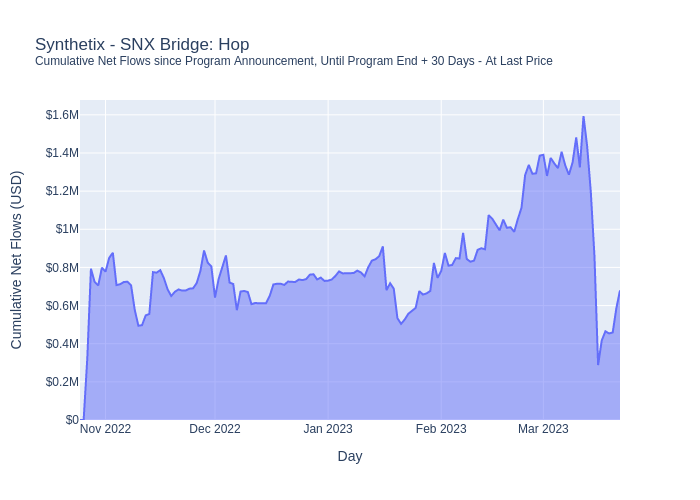 Synthetix - SNX Bridge: Hop
Cumulative Net Flows since Program Announcement, Until Program End + 30 Days - At Last Price
$1.6M
$1.4M
$1.2M
$1M
$0.8M
$0.6M
$0.4M
$0.2M
$0
Cumulative Net Flows (USD)
Nov 2022
Dec 2022
Jan 2023
Feb 2023
Mar 2023
Day